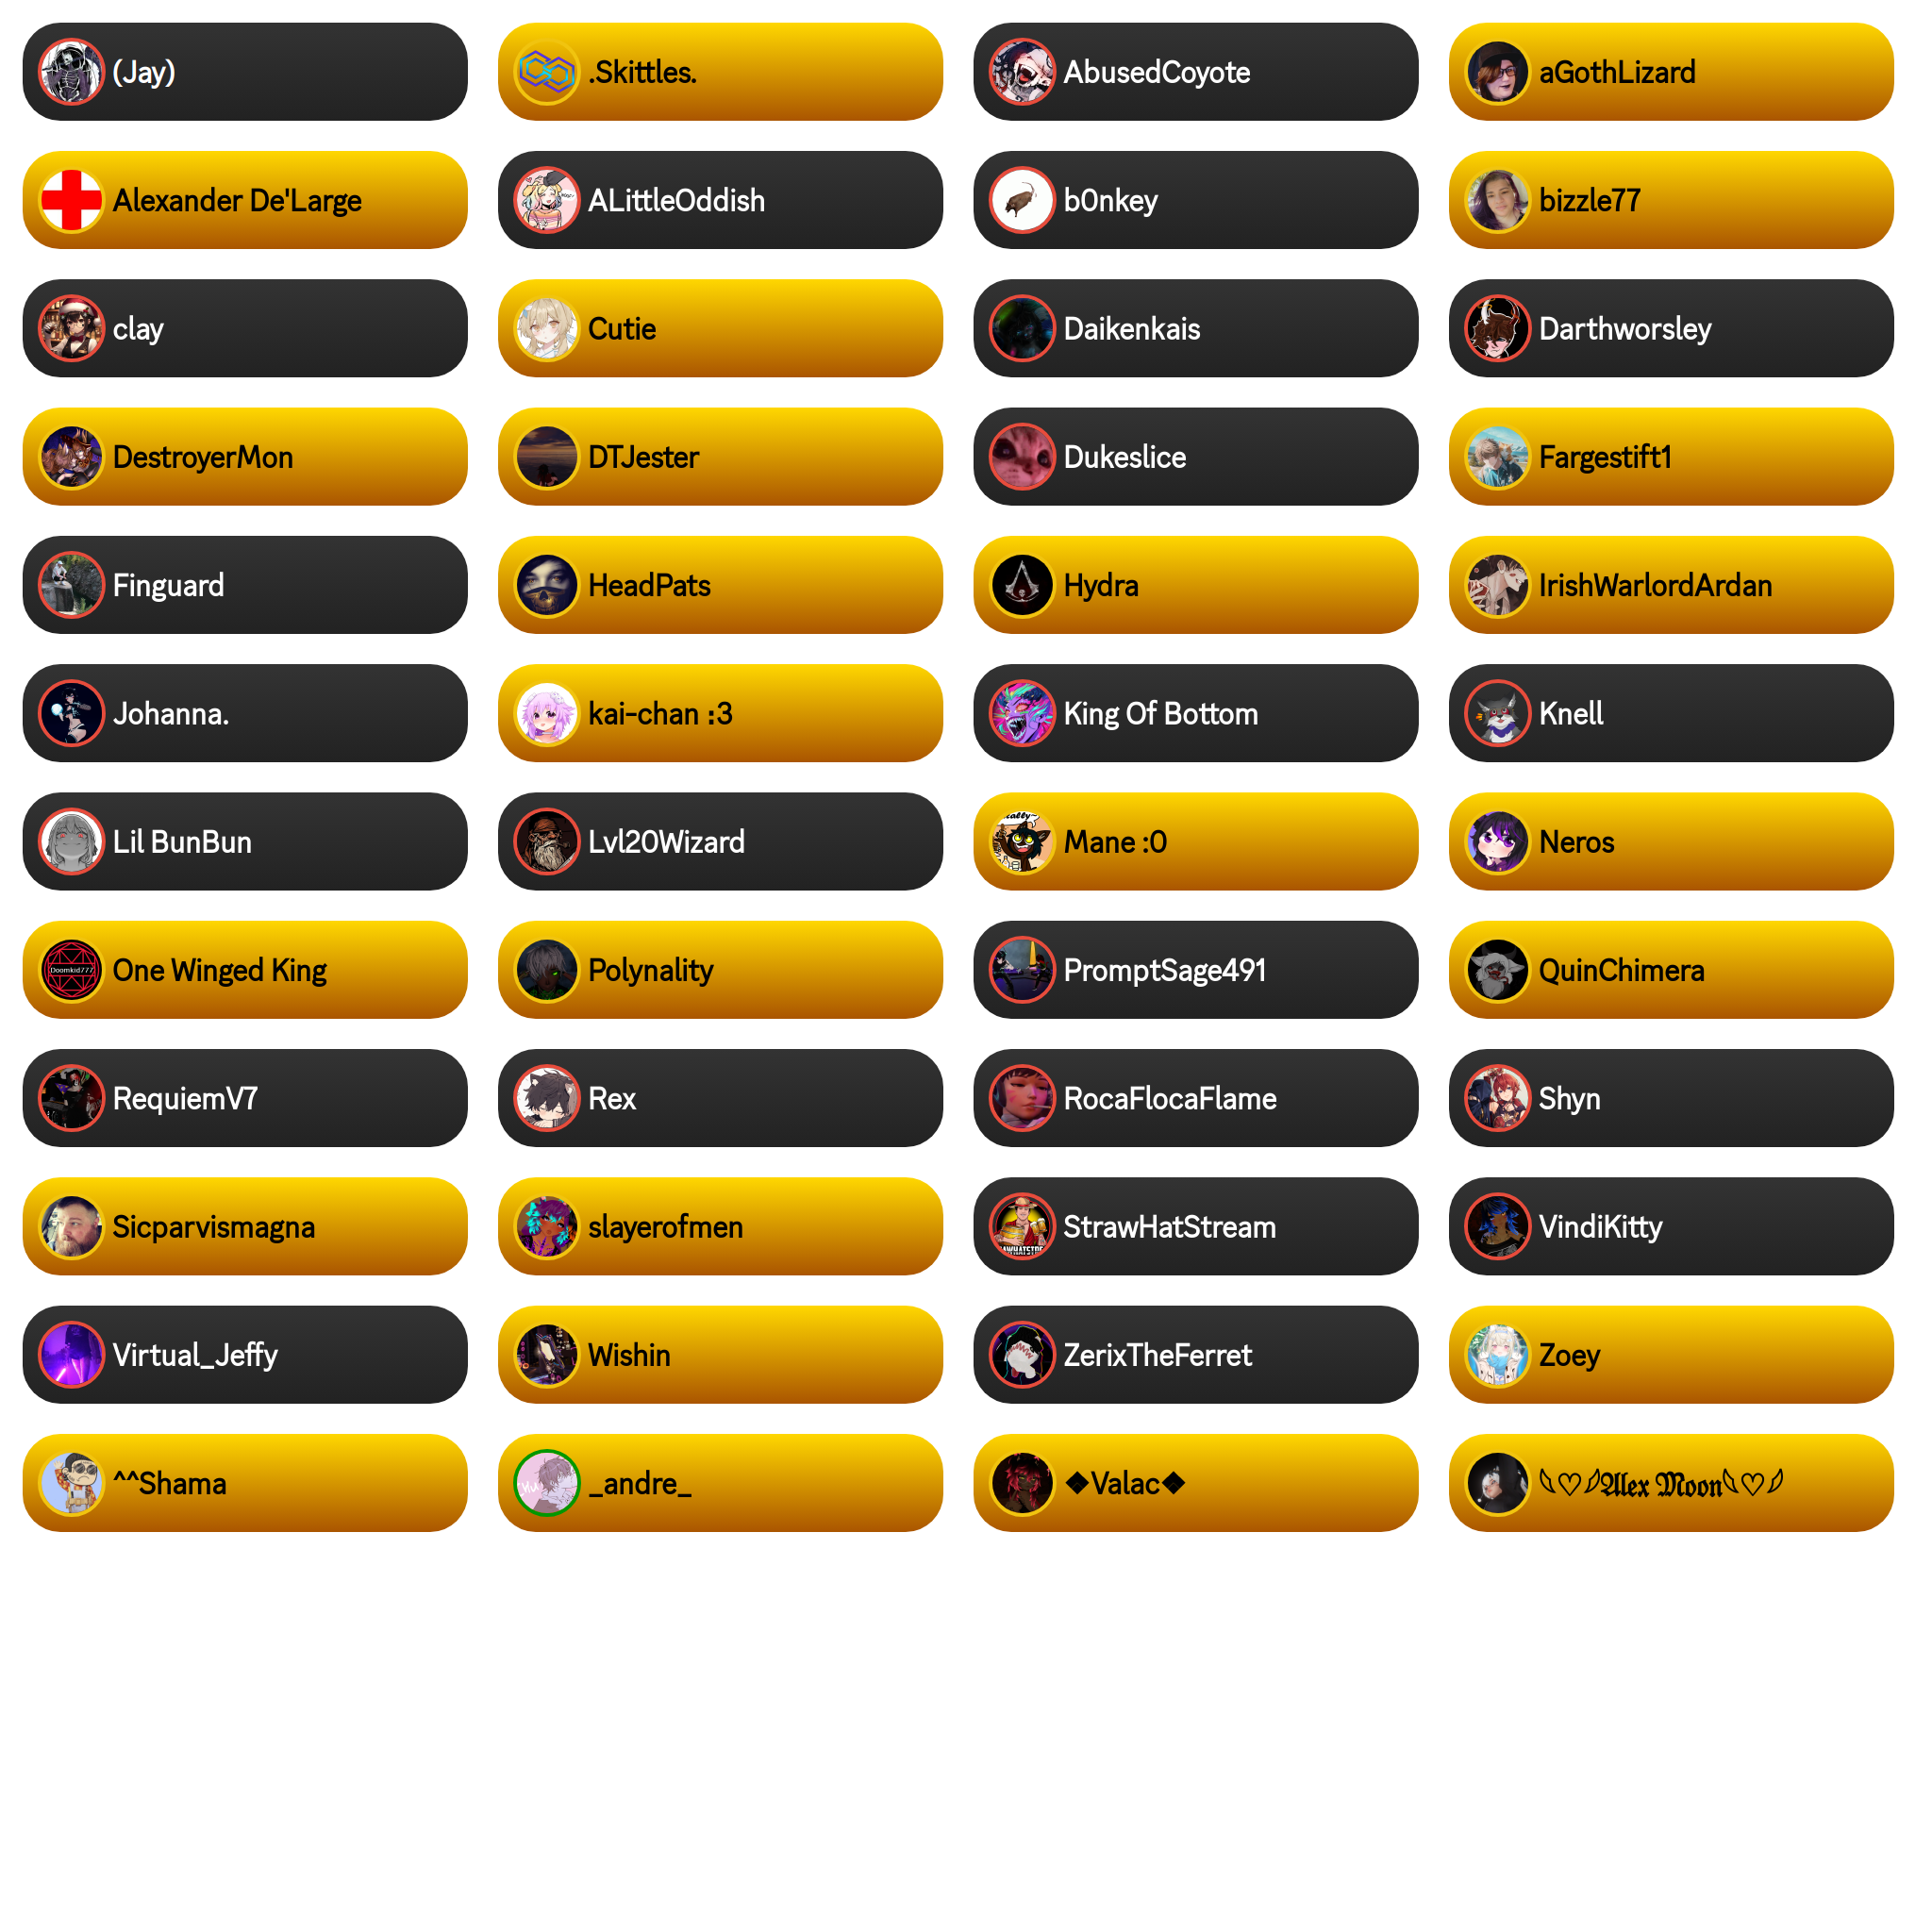 (Jay)
.Skittles.
AbusedCoyote
aGothLizard
Alexander De'Large
ALittleOddish
b0nkey
bizzle77
clay
Cutie
Daikenkais
Darthworsley
DestroyerMon
DTJester
Dukeslice
Fargestift1
Finguard
HeadPats
Hydra
IrishWarlordArdan
Johanna.
kai-chan :3
King Of Bottom
Knell
Lil BunBun
Lvl20Wizard
Mane :0
Neros
Doomkid777
One Winged King
Polynality
PromptSage491
QuinChimera
RequiemV7
Rex
RocaFlocaFlame
Shyn
Sicparvismagna
slayerofmen
StrawHatStream
VindiKitty
Virtual_Jeffy
Wishin
ZerixTheFerret
Zoey
^^Shama
_andre_
❖Valac❖
𓆩♡𓆪𝕬𝖑𝖊𝖝 𝕸𝖔𝖔𝖓𓆩♡𓆪